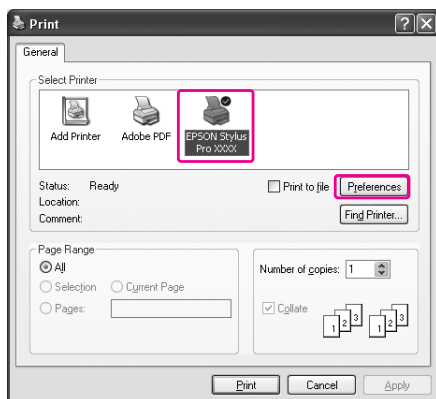 Print
General
Select Printer
Add Printer
Adobe PDF
EPSON Stylus
Pro XXXX
Status: Ready
Location:
Comment:
Print to file
Preferences
Find Printer...
Page Range
All
Selection
Current Page
Pages:
Number of copies: 1
Collate
1 2 3
1 2 3
Print
Cancel
Apply